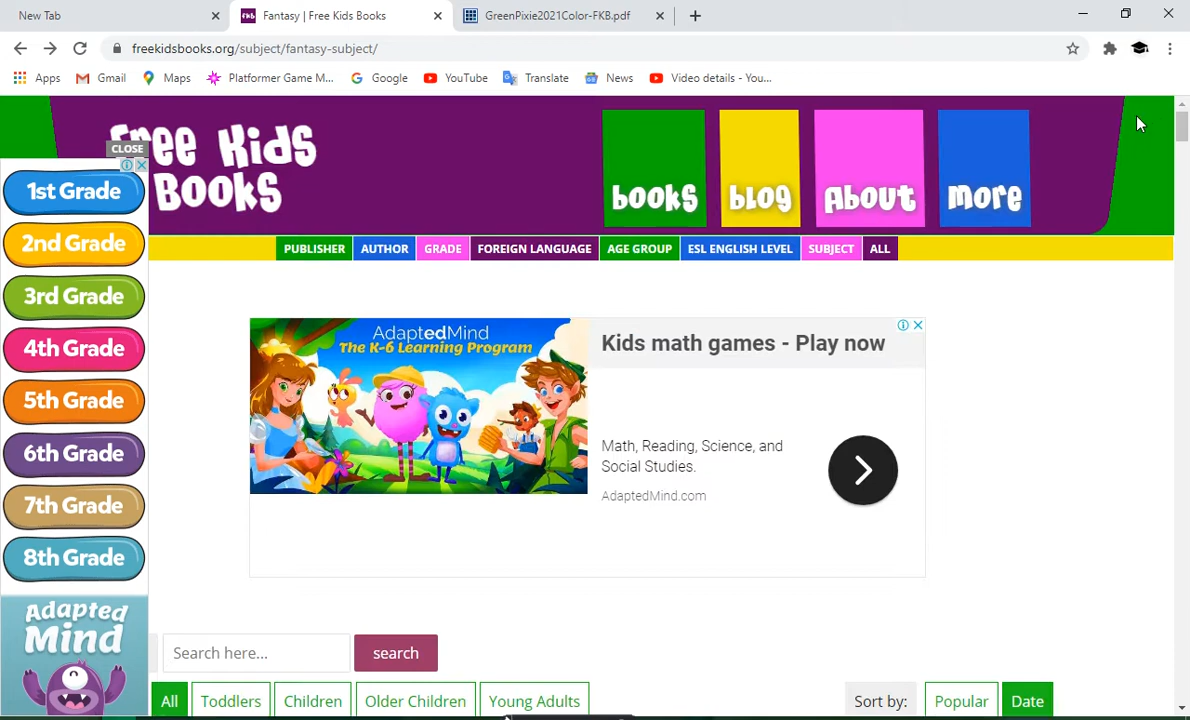 New Tab
Fantasy | Free Kids Books
GreenPixie2021Color-FKB.pdf
freekidsbooks.org/subject/fantasy-subject/
Apps
Gmail
Maps
Platformer Game M...
Google
YouTube
Translate
News
Video details - You...
Free Kids
Books
books
blog
About
more
CLOSE
1st Grade
2nd Grade
3rd Grade
4th Grade
5th Grade
6th Grade
7th Grade
8th Grade
Adapted
Mind
PUBLISHER
AUTHOR
GRADE
FOREIGN LANGUAGE
AGE GROUP
ESL ENGLISH LEVEL
SUBJECT
ALL
AdaptedMind
The K-6 Learning Program
Kids math games - Play now
Math, Reading, Science, and
Social Studies.
AdaptedMind.com
Search here...
search
All
Toddlers
Children
Older Children
Young Adults
Sort by:
Popular
Date